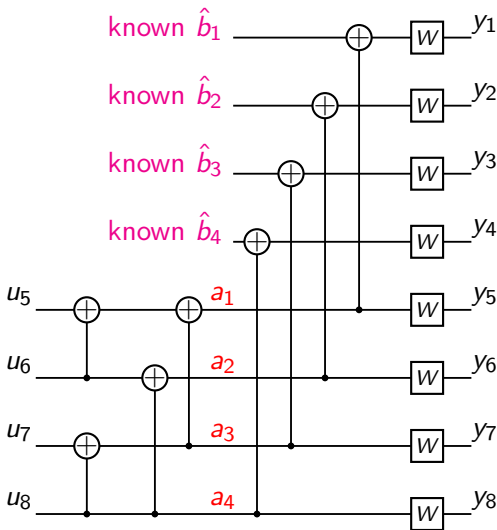 known b̂₁ W y₁
known b̂₂ W y₂
known b̂₃ W y₃
known b̂₄ W y₄
u₅ a₁ W y₅
u₆ a₂ W y₆
u₇ a₃ W y₇
u₈ a₄ W y₈